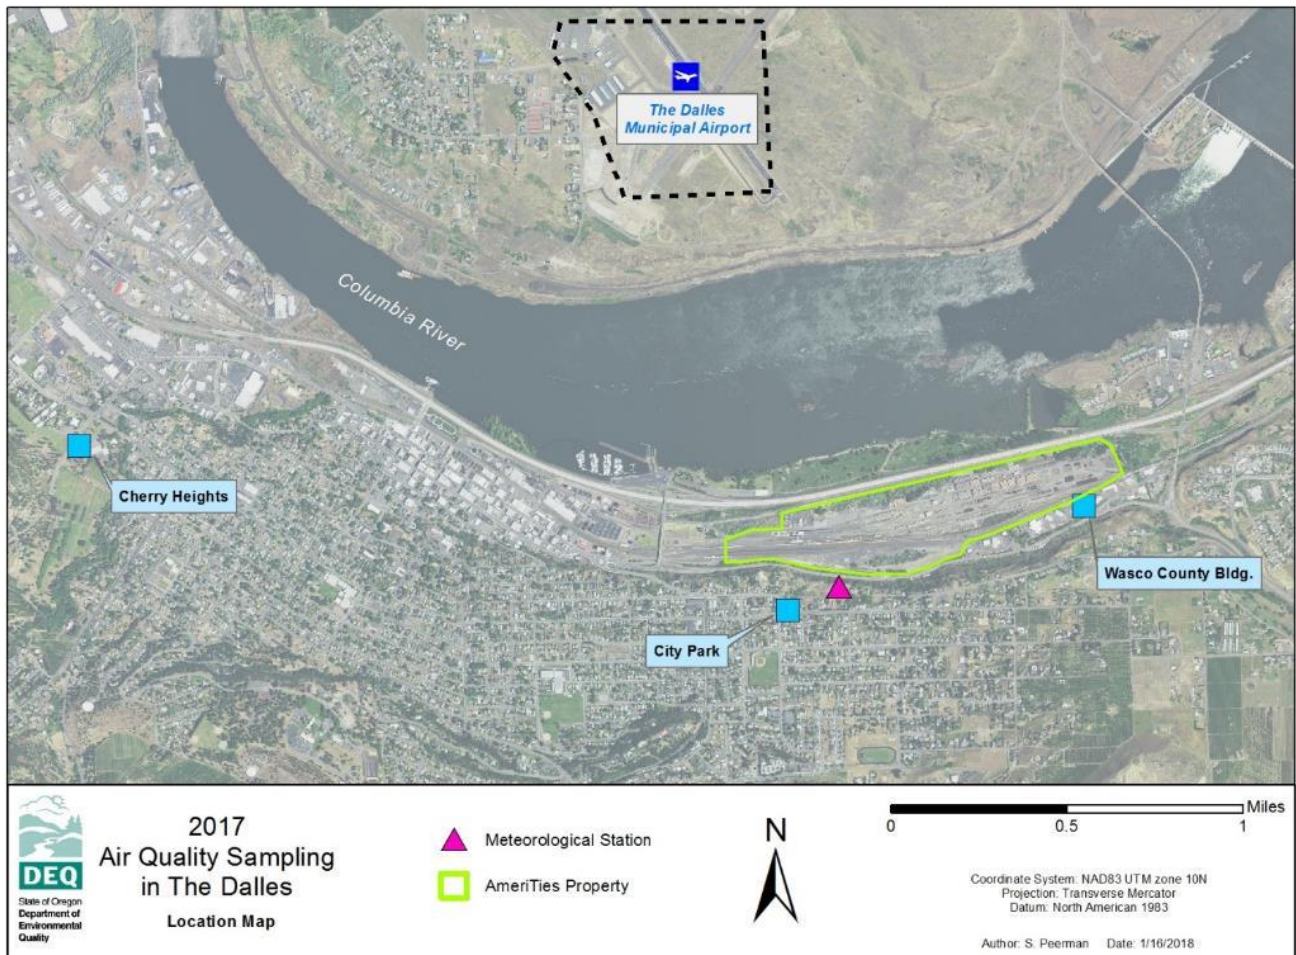 The Dalles
Municipal Airport
Columbia River
Cherry Heights
Wasco County Bldg.
City Park
DEQ
State of Oregon
Department of
Environmental
Quality
2017
Air Quality Sampling
in The Dalles
Location Map
Meteorological Station
AmeriTies Property
N
Miles
0 0.5 1
Coordinate System: NAD83 UTM zone 10N
Projection: Transverse Mercator
Datum: North American 1983
Author: S. Peerman Date: 1/16/2018